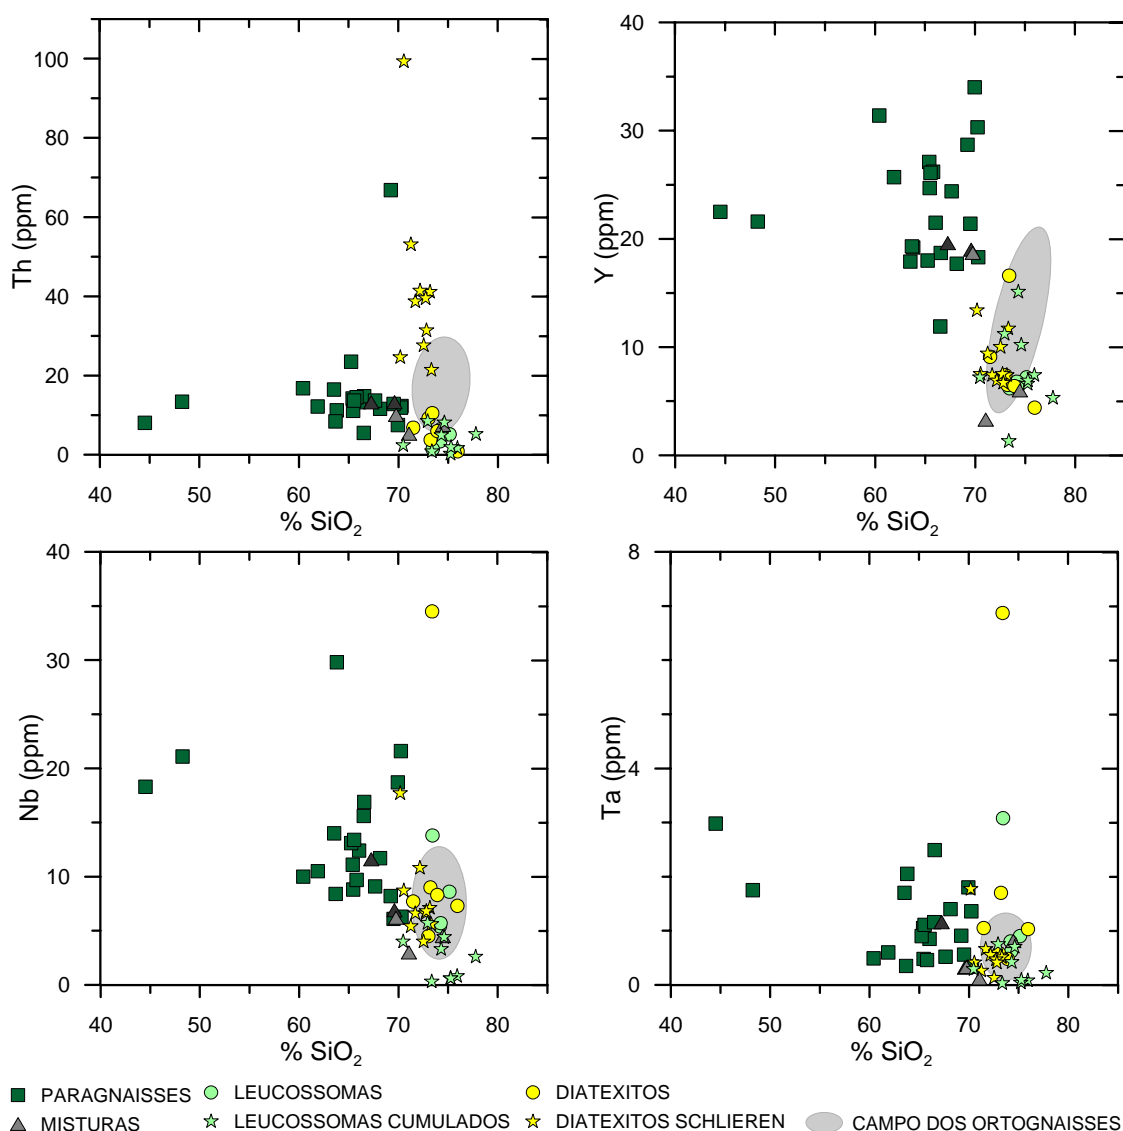 100
80
60
40
20
0
Th (ppm)
40 50 60 70 80
% SiO2
40
30
20
10
0
Y (ppm)
40 50 60 70 80
% SiO2
40
30
20
10
0
Nb (ppm)
40 50 60 70 80
% SiO2
8
4
0
Ta (ppm)
40 50 60 70 80
% SiO2
PARAGNAISSES LEUCOSSOMAS DIATEXITOS
MISTURAS LEUCOSSOMAS CUMULADOS DIATEXITOS SCHLIEREN CAMPO DOS ORTOGNAISSES